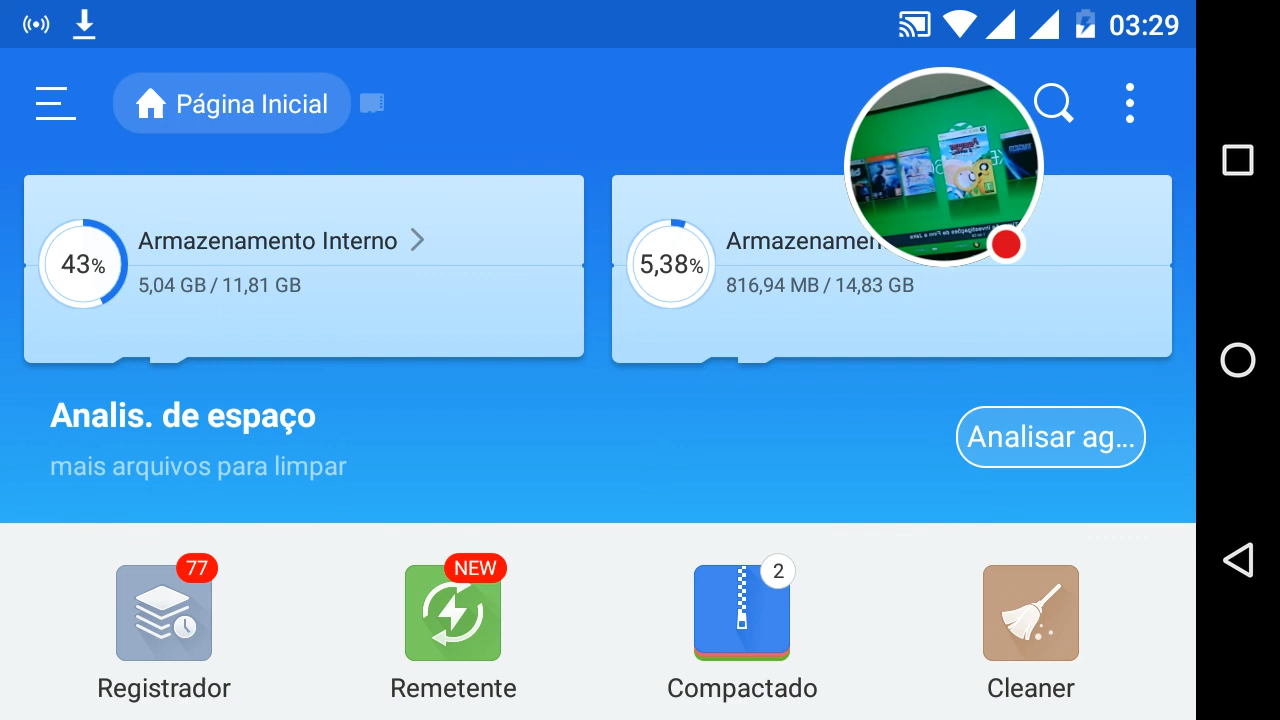 03:29
Página Inicial
43%
Armazenamento Interno
5,04 GB / 11,81 GB
5,38%
816,94 MB / 14,83 GB
Analis. de espaço
mais arquivos para limpar
Analisar ag...
77
NEW
2
Registrador
Remetente
Compactado
Cleaner